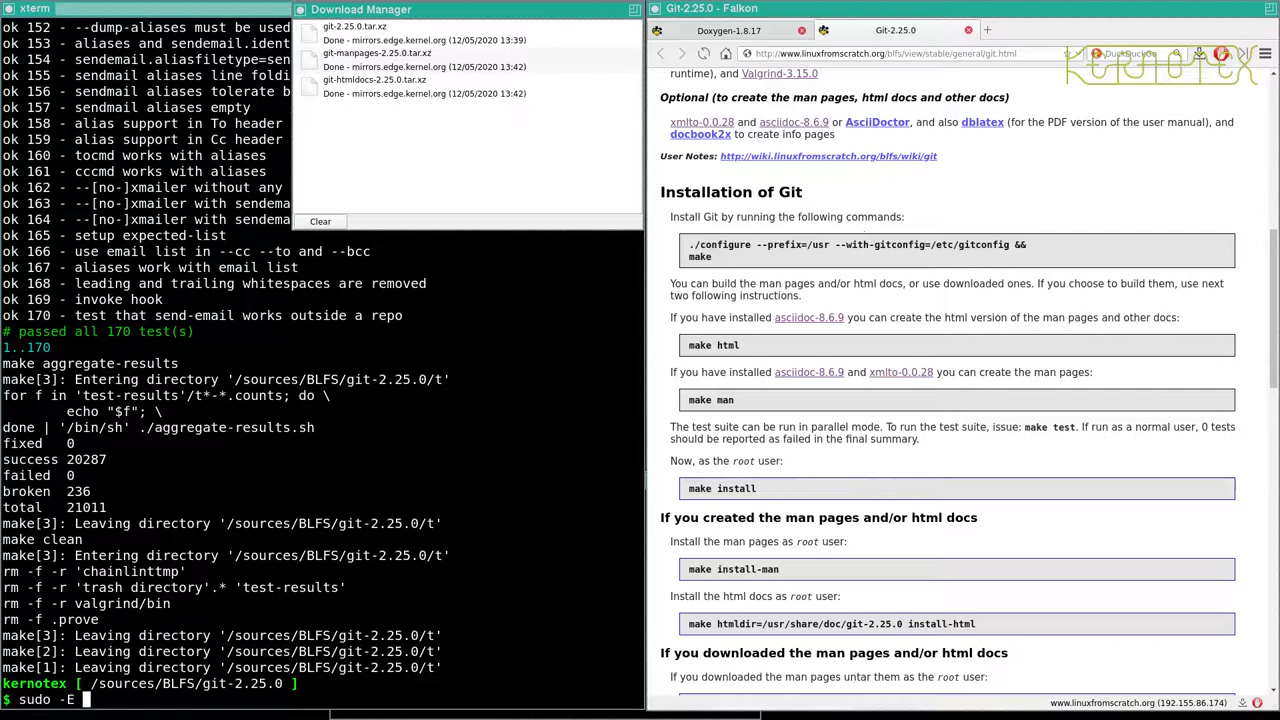 xterm
ok 152 - --dump-aliases must be used
ok 153 - aliases and sendemail.ident
ok 154 - sendemail.aliasfiletype=sen
ok 155 - sendmail aliases line foldi
ok 156 - sendmail aliases tolerate b
ok 157 - sendmail aliases empty
ok 158 - alias support in To header
ok 159 - alias support in Cc header
ok 160 - tocmd works with aliases
ok 161 - cccmd works with aliases
ok 162 - --[no-]xmailer without any
ok 163 - --[no-]xmailer with sendema
ok 164 - --[no-]xmailer with sendema
ok 165 - setup expected-list
ok 166 - use email list in --cc --to and --bcc
ok 167 - aliases work with email list
ok 168 - leading and trailing whitespaces are removed
ok 169 - invoke hook
ok 170 - test that send-email works outside a repo
# passed all 170 test(s)
1..170
make aggregate-results
make[3]: Entering directory '/sources/BLFS/git-2.25.0/t'
for f in 'test-results'/t*-*.counts; do \
echo "$f"; \
done | '/bin/sh' ./aggregate-results.sh
fixed 0
success 20287
failed 0
broken 236
total 21011
make[3]: Leaving directory '/sources/BLFS/git-2.25.0/t'
make clean
make[3]: Entering directory '/sources/BLFS/git-2.25.0/t'
rm -f -r 'chainlinttmp'
rm -f -r 'trash directory'.* 'test-results'
rm -f -r valgrind/bin
rm -f .prove
make[3]: Leaving directory '/sources/BLFS/git-2.25.0/t'
make[2]: Leaving directory '/sources/BLFS/git-2.25.0/t'
make[1]: Leaving directory '/sources/BLFS/git-2.25.0/t'
kernotex [ /sources/BLFS/git-2.25.0 ]
$ sudo -E
Download Manager
git-2.25.0.tar.xz
Done - mirrors.edge.kernel.org (12/05/2020 13:39)
git-manpages-2.25.0.tar.xz
Done - mirrors.edge.kernel.org (12/05/2020 13:42)
git-htmldocs-2.25.0.tar.xz
Done - mirrors.edge.kernel.org (12/05/2020 13:42)
Clear
Git-2.25.0 - Falkon
Doxygen-1.8.17
Git-2.25.0
http://www.linuxfromscratch.org/blfs/view/stable/general/git.html
DuckDuckGo
KERNOTEX
runtime), and Valgrind-3.15.0
Optional (to create the man pages, html docs and other docs)
xmlto-0.0.28 and asciidoc-8.6.9 or AsciiDoctor, and also dblatex (for the PDF version of the user manual), and
docbook2x to create info pages
User Notes: http://wiki.linuxfromscratch.org/blfs/wiki/git
Installation of Git
Install Git by running the following commands:
./configure --prefix=/usr --with-gitconfig=/etc/gitconfig &&
make
You can build the man pages and/or html docs, or use downloaded ones. If you choose to build them, use next
two following instructions.
If you have installed asciidoc-8.6.9 you can create the html version of the man pages and other docs:
make html
If you have installed asciidoc-8.6.9 and xmlto-0.0.28 you can create the man pages:
make man
The test suite can be run in parallel mode. To run the test suite, issue: make test. If run as a normal user, 0 tests
should be reported as failed in the final summary.
Now, as the root user:
make install
If you created the man pages and/or html docs
Install the man pages as root user:
make install-man
Install the html docs as root user:
make htmldir=/usr/share/doc/git-2.25.0 install-html
If you downloaded the man pages and/or html docs
If you downloaded the man pages untar them as the root user:
www.linuxfromscratch.org (192.155.86.174)